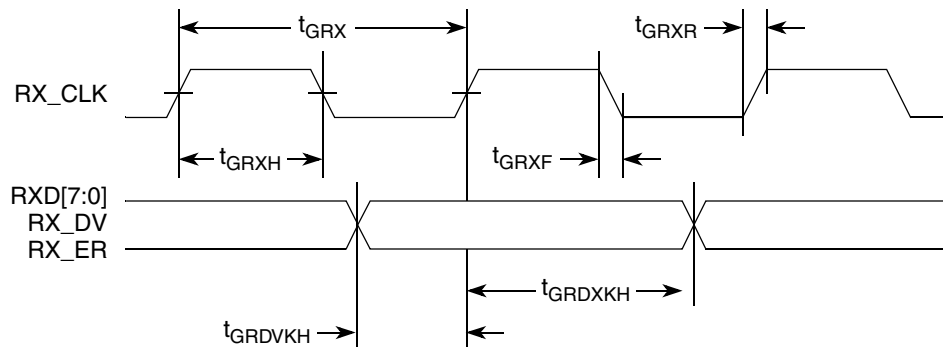 tGRX
tGRXR
RX_CLK
tGRXH
tGRXF
RXD[7:0]
RX_DV
RX_ER
tGRDXKH
tGRDVKH